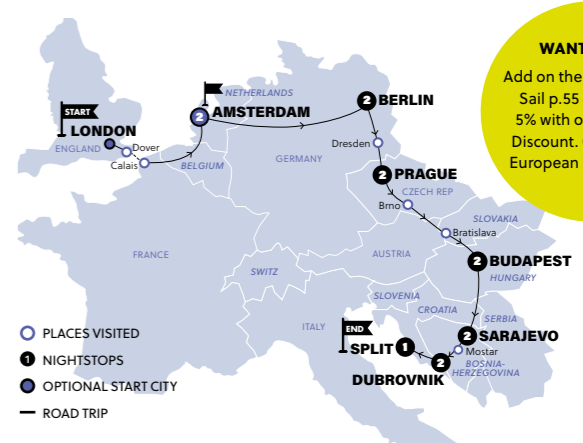 WANT
Add on the
Sail p.55
5% with o
Discount.
European
START
LONDON
ENGLAND
Dover
Calais
NETHERLANDS
2 AMSTERDAM
BELGIUM
2 BERLIN
GERMANY
Dresden
2 PRAGUE
CZECH REP
Brno
SLOVAKIA
Bratislava
FRANCE
AUSTRIA
SWITZ
2 BUDAPEST
HUNGARY
SLOVENIA
CROATIA
SERBIA
ITALY
END
SPLIT 1
2 SARAJEVO
Mostar
BOSNIA-
HERZEGOVINA
2
DUBROVNIK
PLACES VISITED
1 NIGHTSTOPS
OPTIONAL START CITY
ROAD TRIP